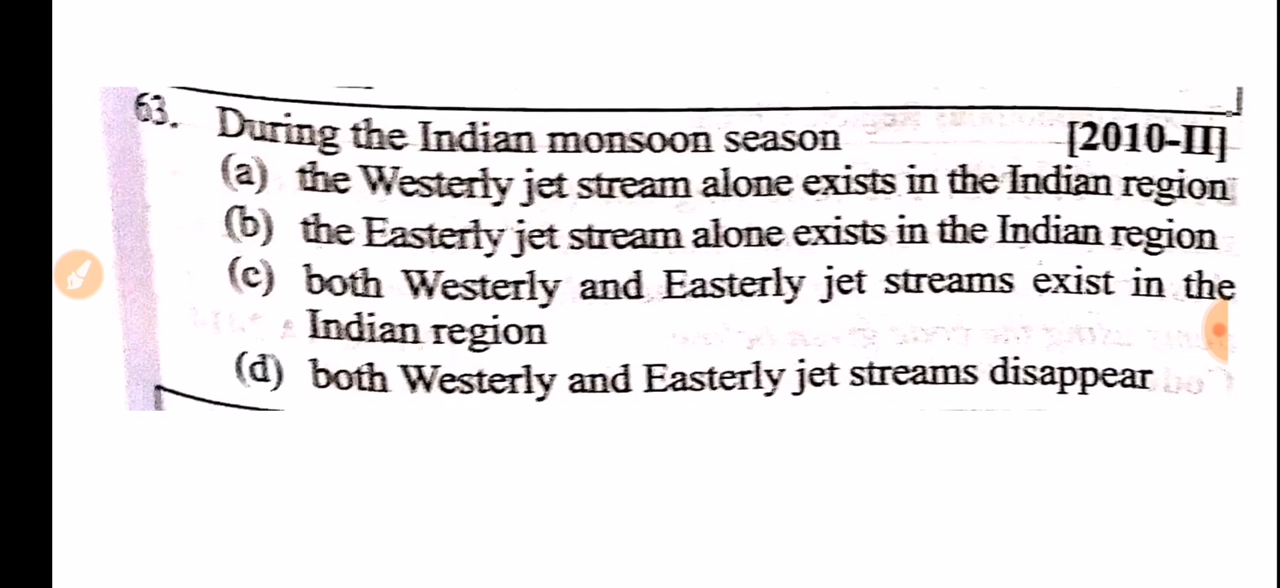 63. During the Indian monsoon season [2010-II]
(a) the Westerly jet stream alone exists in the Indian region
(b) the Easterly jet stream alone exists in the Indian region
(c) both Westerly and Easterly jet streams exist in the
Indian region
(d) both Westerly and Easterly jet streams disappear